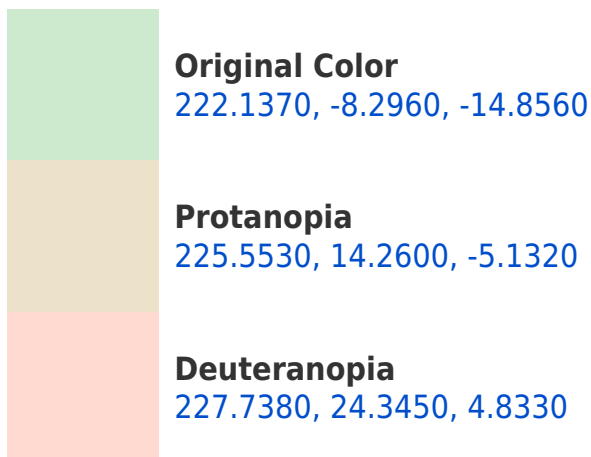 Original Color
222.1370, -8.2960, -14.8560
Protanopia
225.5530, 14.2600, -5.1320
Deuteranopia
227.7380, 24.3450, 4.8330